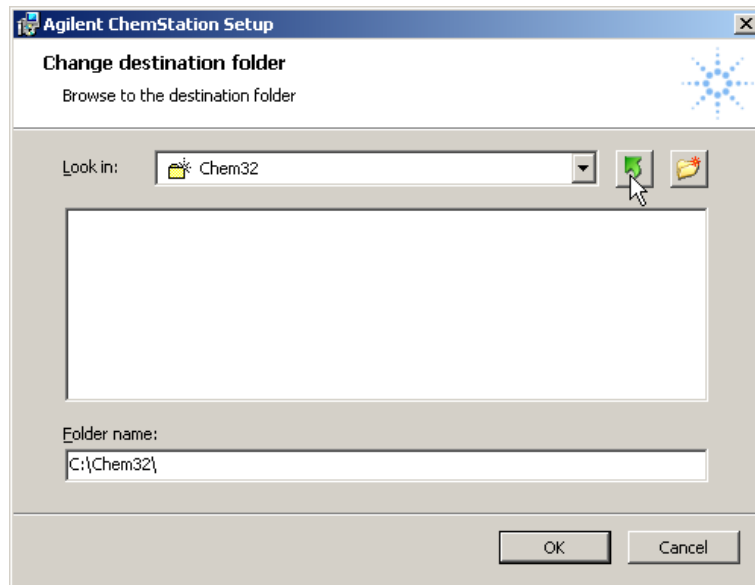 Agilent ChemStation Setup
Change destination folder
Browse to the destination folder
Look in:
Chem32
Folder name:
C:\Chem32\
OK
Cancel